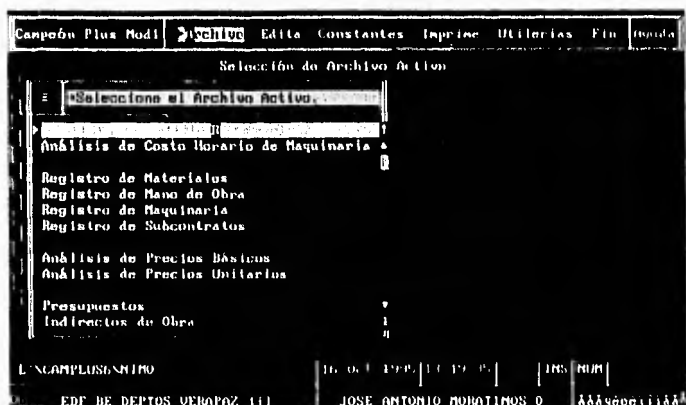 Campeón Plus Modi Archivo Edita Constantes Imprime Utilerias Fin Ayuda
Selección de Archivo Activo
*Seleccione el Archivo Activo.
Análisis de Costo Horario de Maquinaria
Registro de Materiales
Registro de Mano de Obra
Registro de Maquinaria
Registro de Subcontratos
Análisis de Precios Básicos
Análisis de Precios Unitarios
Presupuestos
Indirectos de Obra
INS NUM
EDF DE DEPTOS VERAPAZ JOSE ANTONIO